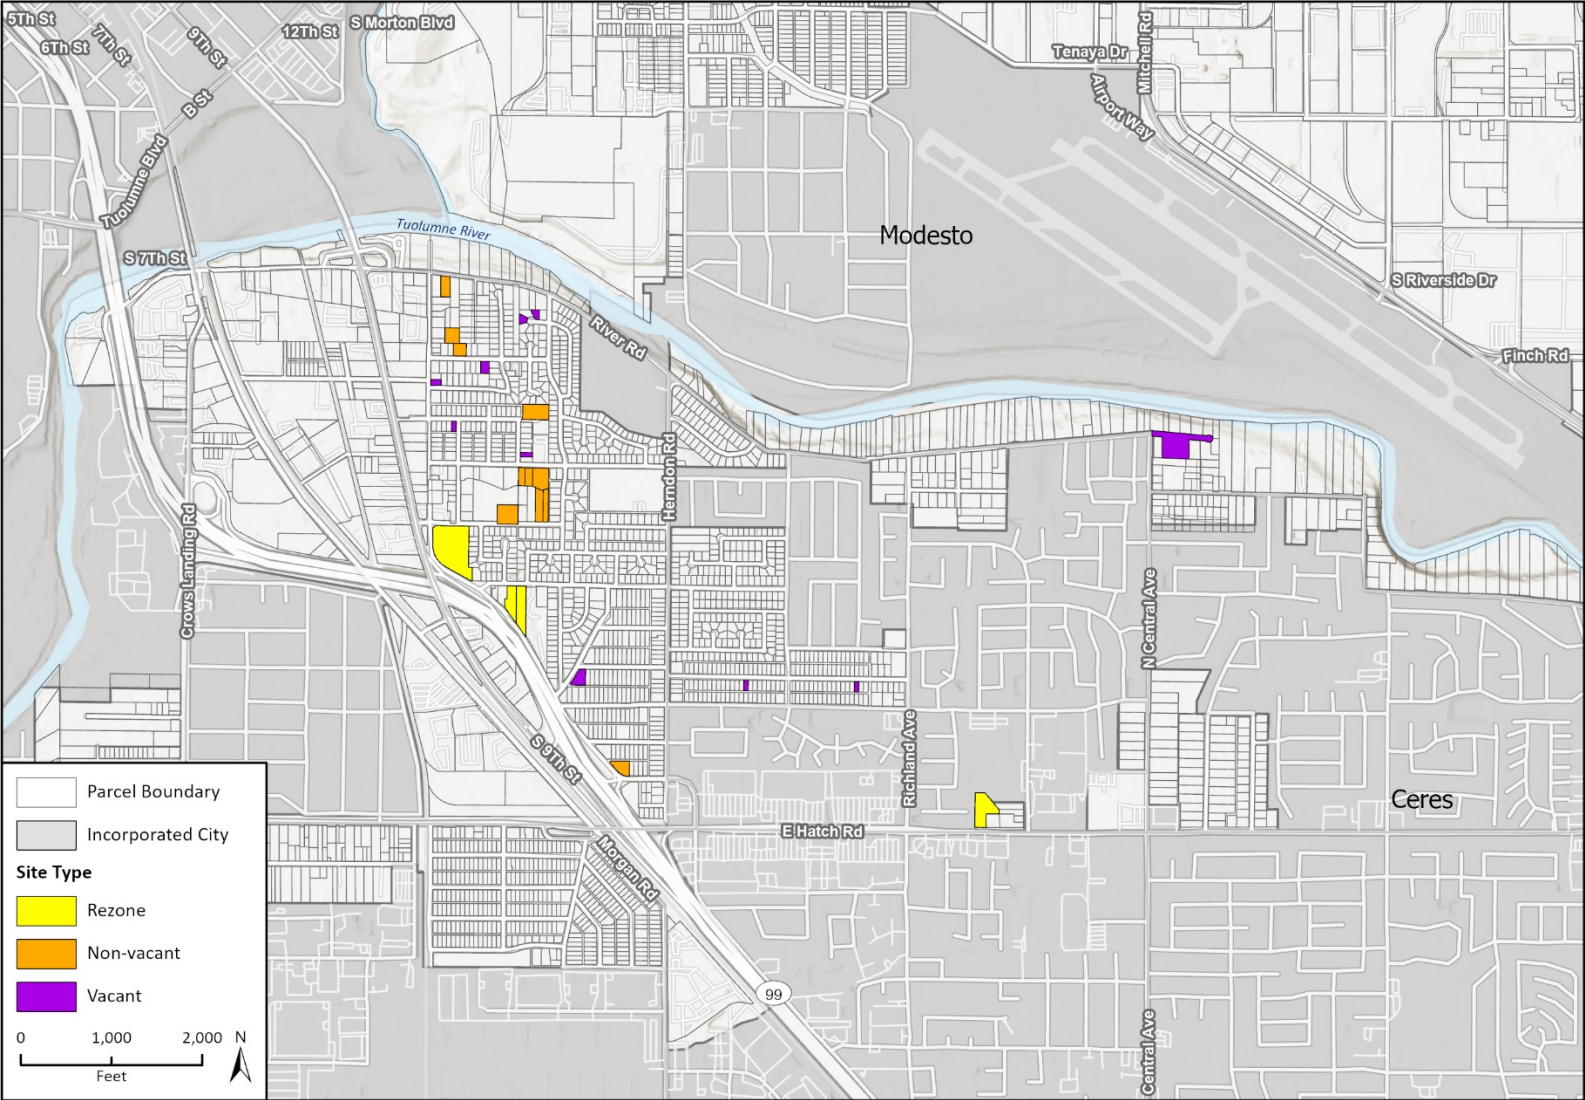 5Th St
6Th St
7Th St
9Th St
12Th St
S Morton Blvd
Tenaya Dr
Mitchell Rd
Airport Way
B St
Tuolumne Blvd
Tuolumne River
S 7Th St
Modesto
S Riverside Dr
River Rd
Finch Rd
Herndon Rd
Crows Landing Rd
N Central Ave
S 9Th St
Richland Ave
E Hatch Rd
Ceres
Morgan Rd
99
Central Ave
Parcel Boundary
Incorporated City
Site Type
Rezone
Non-vacant
Vacant
0 1,000 2,000 N
Feet